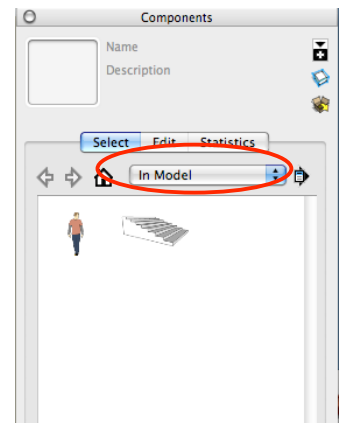 Components
Name
Description
Select Edit Statistics
In Model